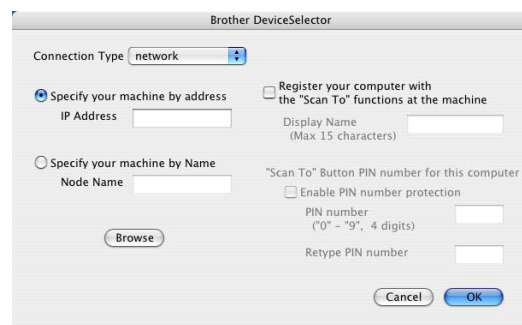 Brother DeviceSelector
Connection Type network
Specify your machine by address
IP Address
Specify your machine by Name
Node Name
Browse
Register your computer with
the "Scan To" functions at the machine
Display Name
(Max 15 characters)
"Scan To" Button PIN number for this computer
Enable PIN number protection
PIN number
("0" - "9", 4 digits)
Retype PIN number
Cancel OK